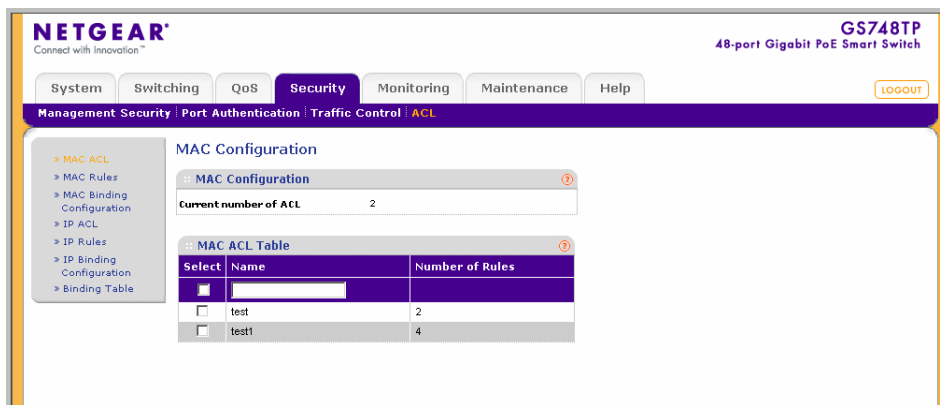 NETGEAR®
Connect with Innovation™
GS748TP
48-port Gigabit PoE Smart Switch
System Switching QoS Security Monitoring Maintenance Help
LOGOUT
Management Security Port Authentication Traffic Control ACL
» MAC ACL
» MAC Rules
» MAC Binding
Configuration
» IP ACL
» IP Rules
» IP Binding
Configuration
» Binding Table
MAC Configuration
:: MAC Configuration ?
Current number of ACL 2
:: MAC ACL Table ?
Select Name Number of Rules
test 2
test1 4